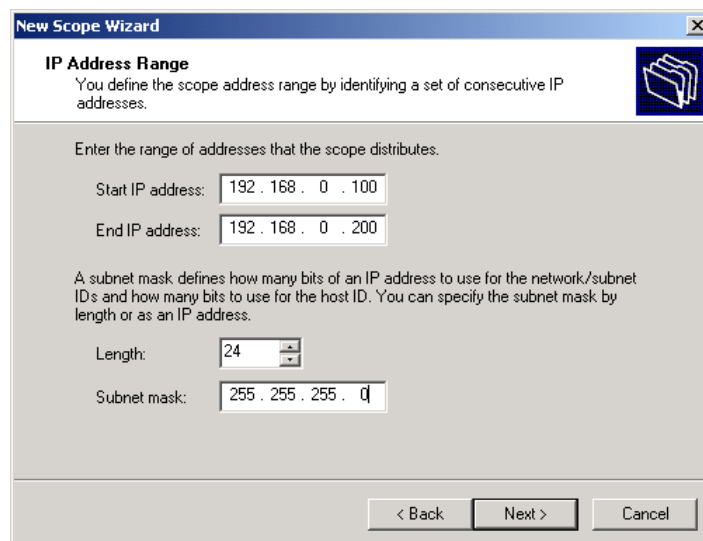 New Scope Wizard
IP Address Range
You define the scope address range by identifying a set of consecutive IP
addresses.
Enter the range of addresses that the scope distributes.
Start IP address: 192 . 168 . 0 . 100
End IP address: 192 . 168 . 0 . 200
A subnet mask defines how many bits of an IP address to use for the network/subnet
IDs and how many bits to use for the host ID. You can specify the subnet mask by
length or as an IP address.
Length: 24
Subnet mask: 255 . 255 . 255 . 0
< Back Next > Cancel